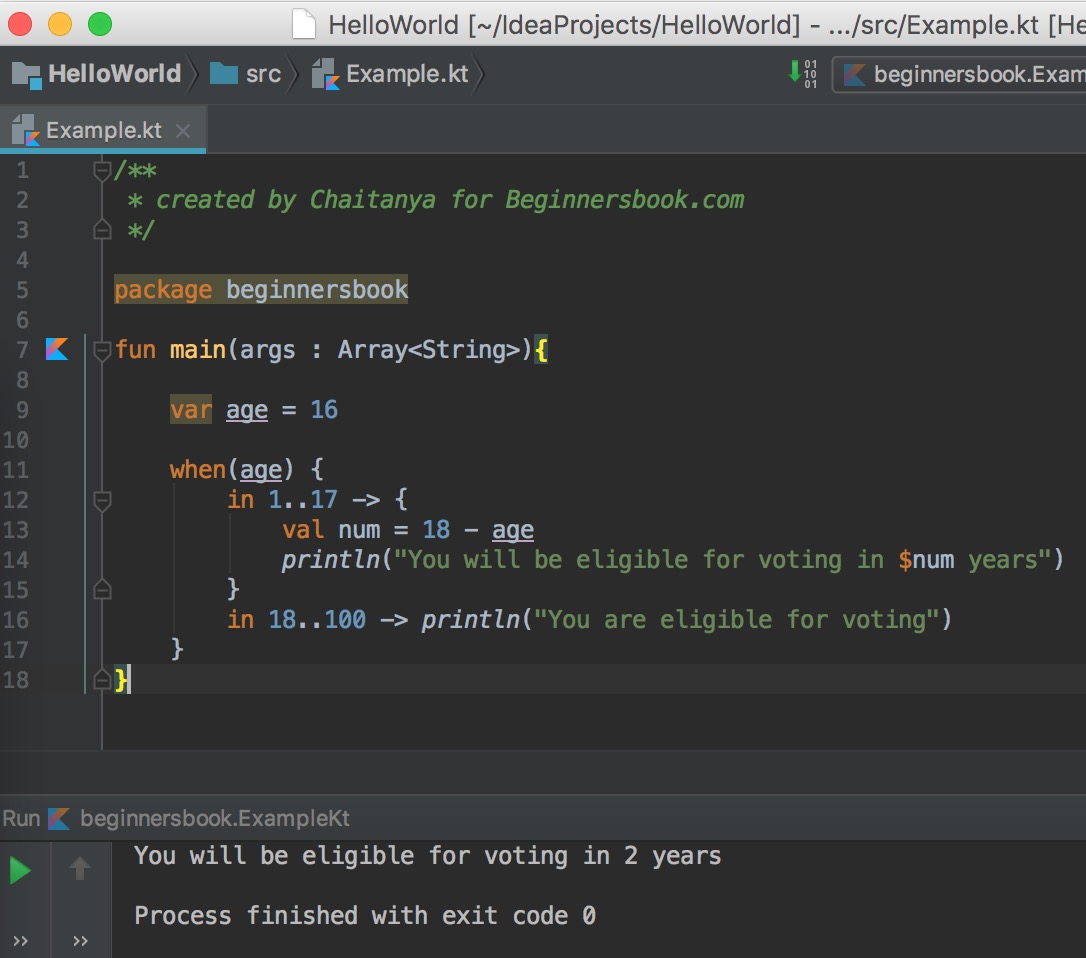 HelloWorld [~/IdeaProjects/HelloWorld] - .../src/Example.kt [He
HelloWorld src Example.kt beginnersbook.Exam
Example.kt
1 /**
2 * created by Chaitanya for Beginnersbook.com
3 */
4
5 package beginnersbook
6
7 fun main(args : Array<String>){
8
9 var age = 16
10
11 when(age) {
12 in 1..17 -> {
13 val num = 18 - age
14 println("You will be eligible for voting in $num years")
15 }
16 in 18..100 -> println("You are eligible for voting")
17 }
18 }
Run beginnersbook.ExampleKt
You will be eligible for voting in 2 years
Process finished with exit code 0